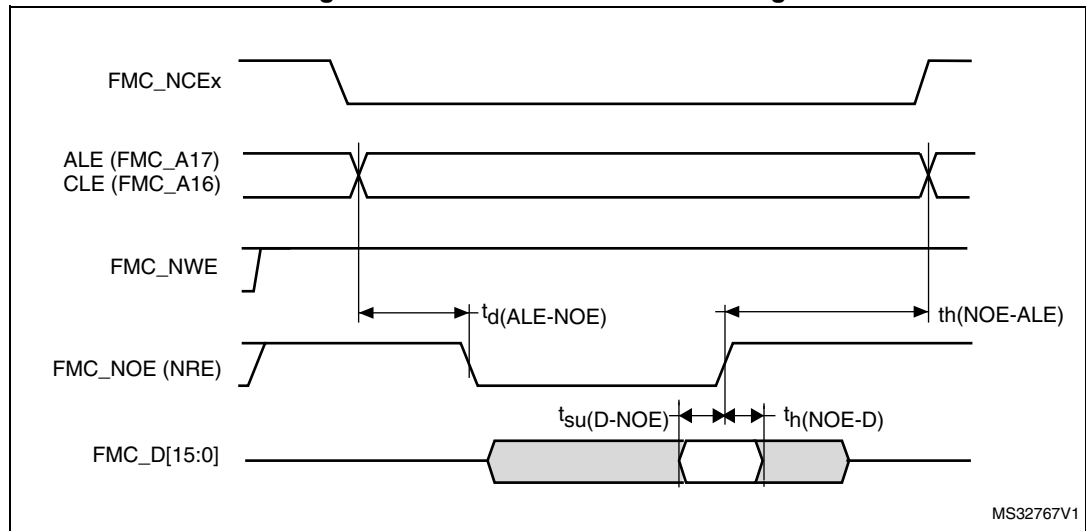 FMC_NCEx
ALE (FMC_A17)
CLE (FMC_A16)
FMC_NWE
td(ALE-NOE)
th(NOE-ALE)
FMC_NOE (NRE)
tsu(D-NOE)
th(NOE-D)
FMC_D[15:0]
MS32767V1